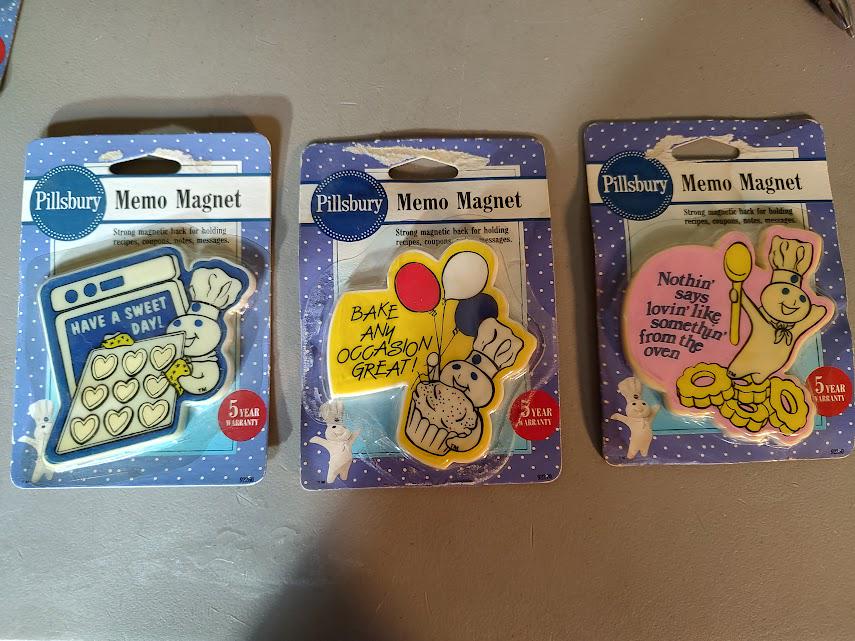 Pillsbury
Memo Magnet
Strong magnetic back for holding
recipes, coupons, notes, messages.
HAVE A SWEET
DAY!
TM
5 YEAR
WARRANTY
Pillsbury
Memo Magnet
Strong magnetic back for holding
recipes, coupons, notes, messages.
BAKE
ANY
OCCASION
GREAT!
5 YEAR
WARRANTY
Pillsbury
Memo Magnet
Strong magnetic back for holding
recipes, coupons, notes, messages.
Nothin'
says
lovin' like
somethin'
from the
oven
5 YEAR
WARRANTY